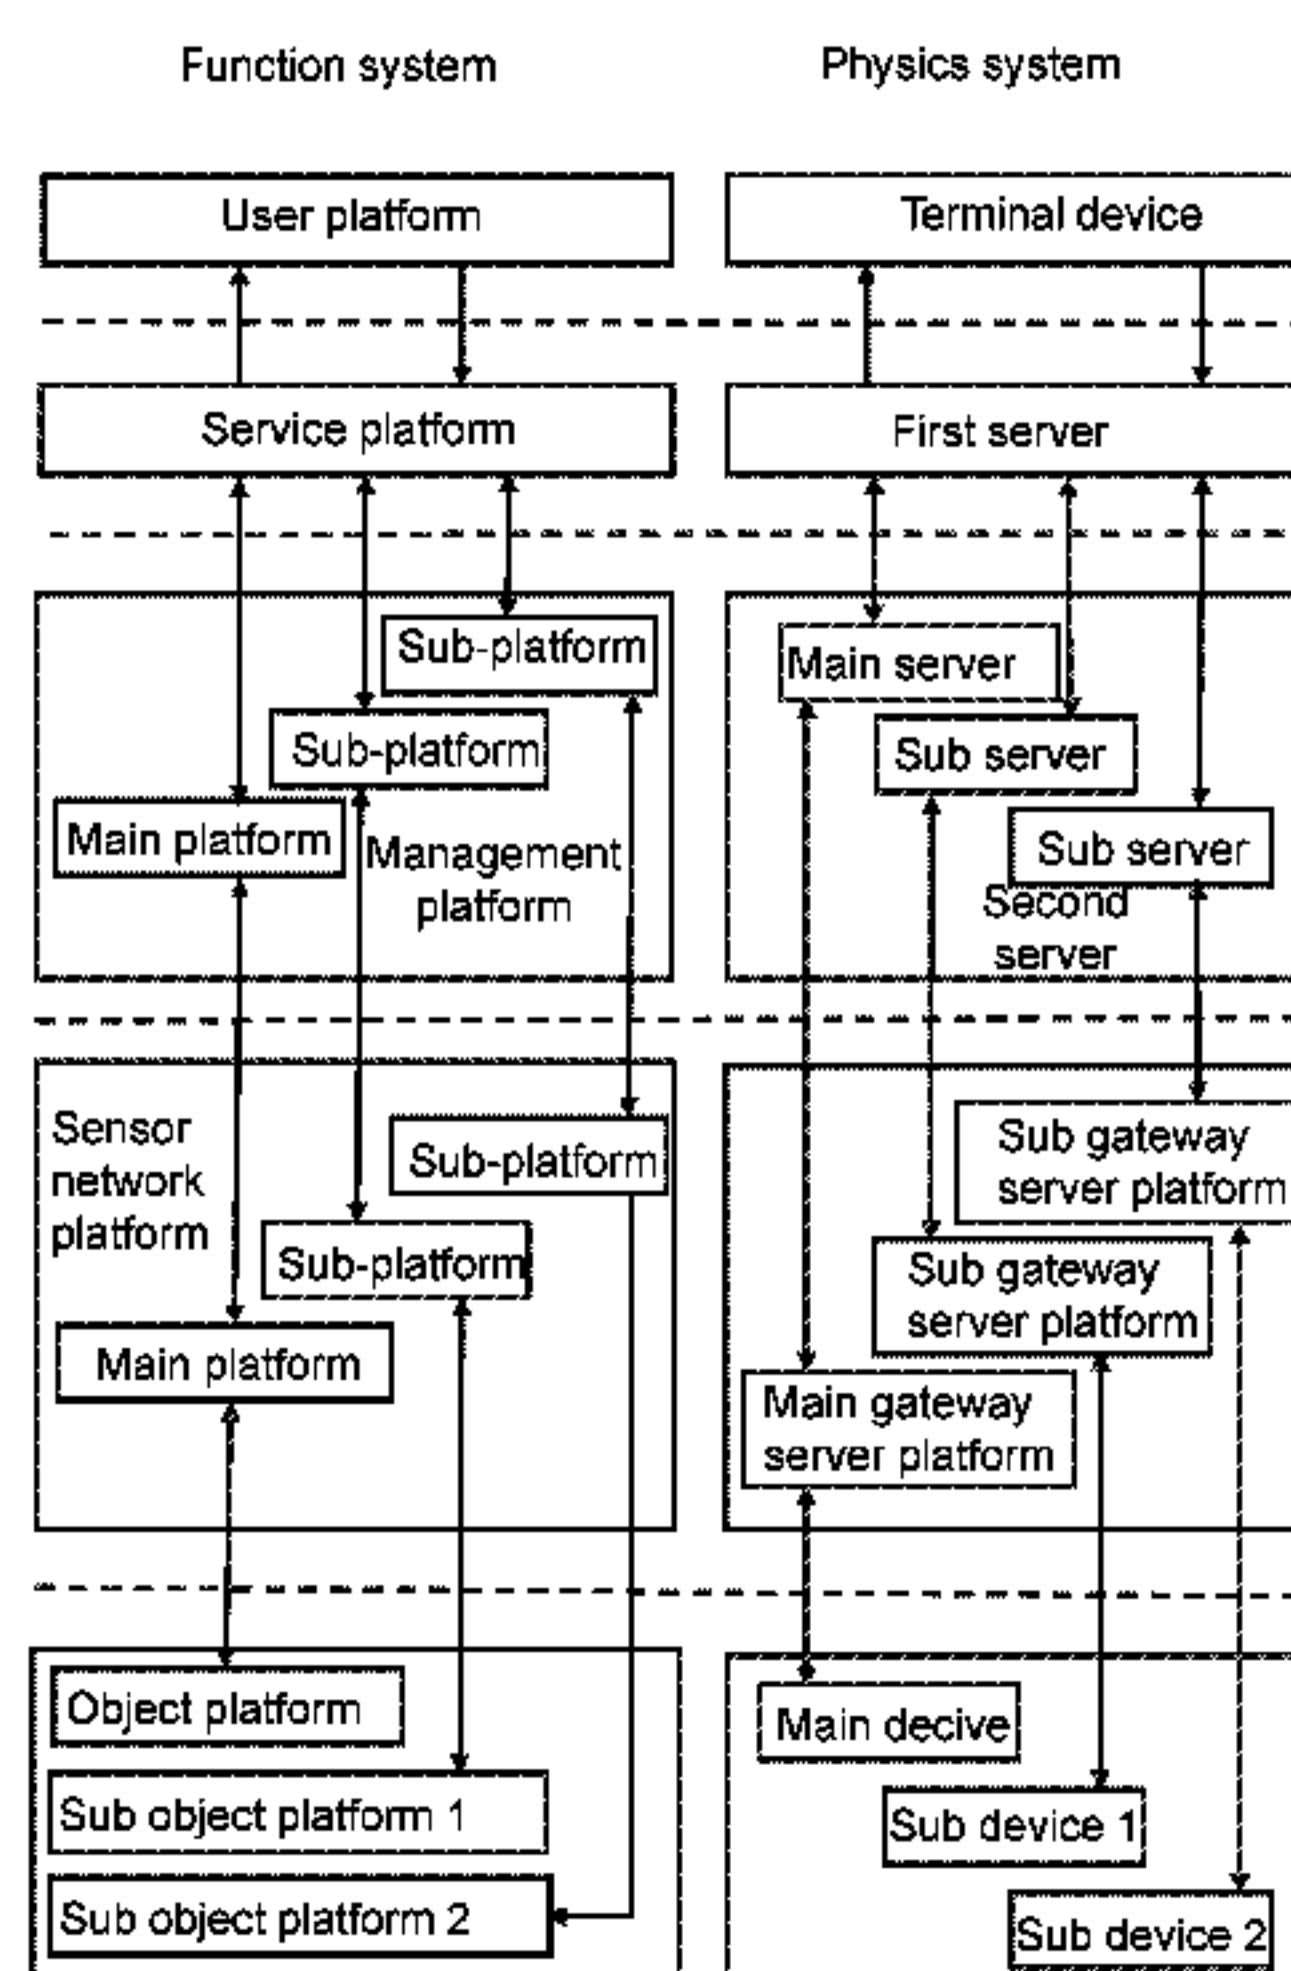 Function system
Physics system
User platform
Terminal device
Service platform
First server
Sub-platform
Sub-platform
Main platform
Management
platform
Main server
Sub server
Sub server
Second
server
Sensor
network
platform
Sub-platform
Sub-platform
Main platform
Sub gateway
server platform
Sub gateway
server platform
Main gateway
server platform
Object platform
Sub object platform 1
Sub object platform 2
Main decive
Sub device 1
Sub device 2